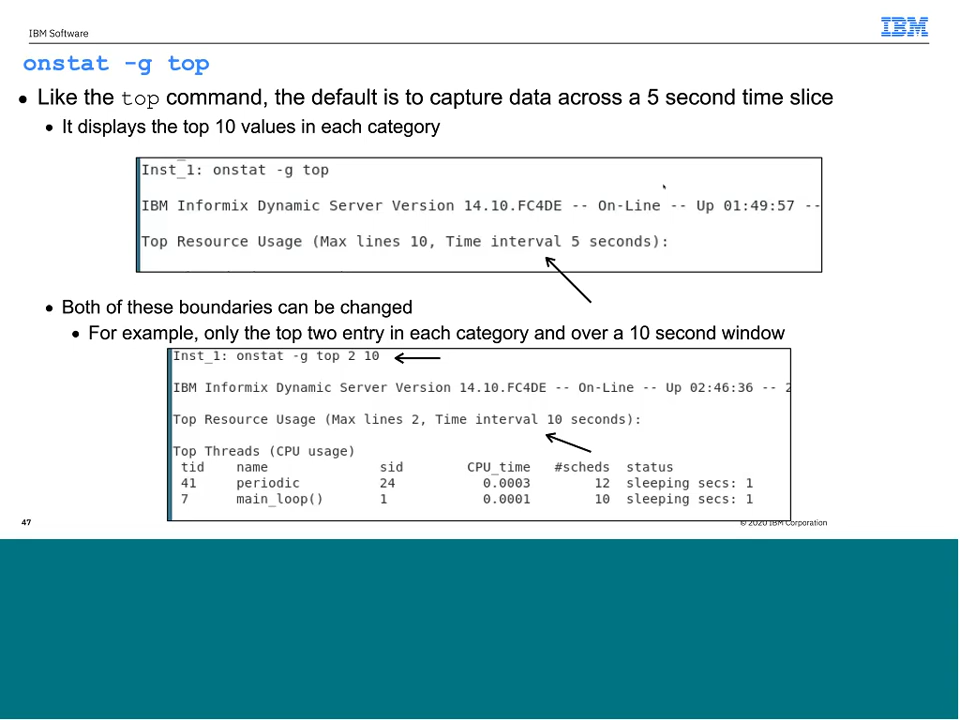 IBM Software
IBM
onstat -g top
• Like the top command, the default is to capture data across a 5 second time slice
• It displays the top 10 values in each category
Inst_1: onstat -g top
IBM Informix Dynamic Server Version 14.10.FC4DE -- On-Line -- Up 01:49:57 --
Top Resource Usage (Max lines 10, Time interval 5 seconds):
• Both of these boundaries can be changed
• For example, only the top two entry in each category and over a 10 second window
Inst_1: onstat -g top 2 10
IBM Informix Dynamic Server Version 14.10.FC4DE -- On-Line -- Up 02:46:36 -- 2
Top Resource Usage (Max lines 2, Time interval 10 seconds):
Top Threads (CPU usage)
tid name sid CPU_time #scheds status
41 periodic 24 0.0003 12 sleeping secs: 1
7 main_loop() 1 0.0001 10 sleeping secs: 1
47
© 2020 IBM Corporation